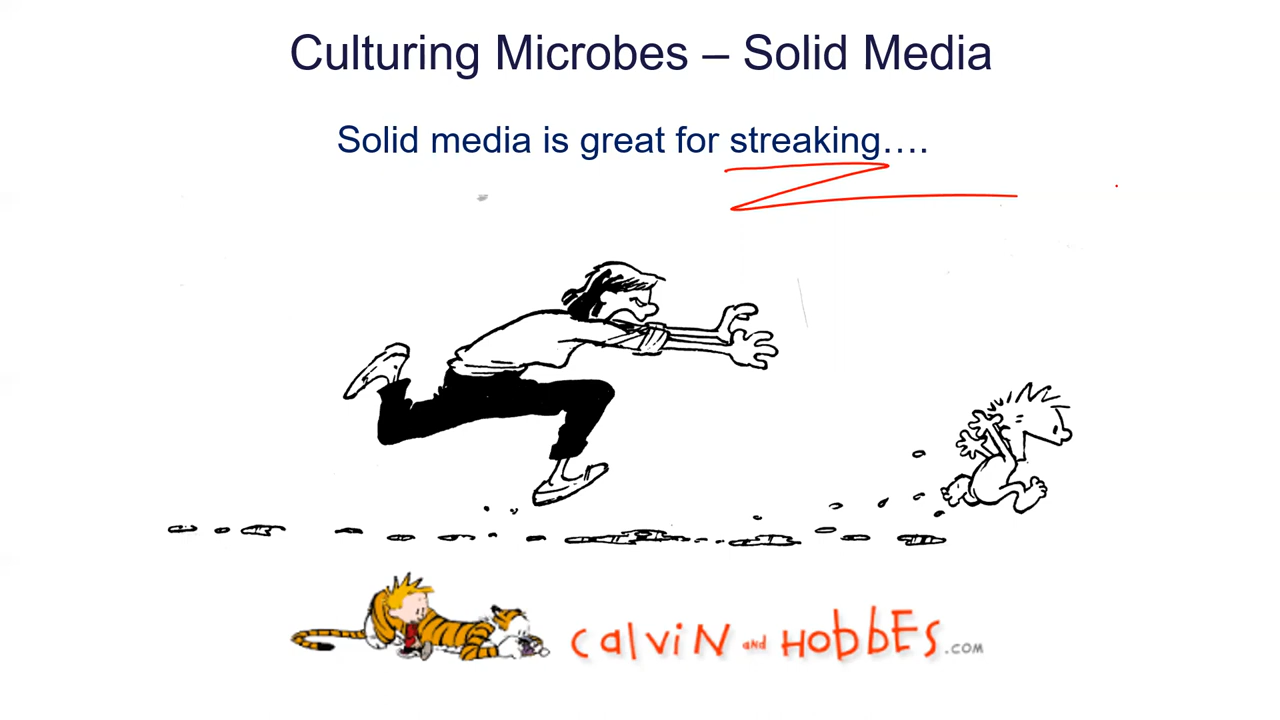 Culturing Microbes – Solid Media
Solid media is great for streaking….
calviN and HobbEs.com